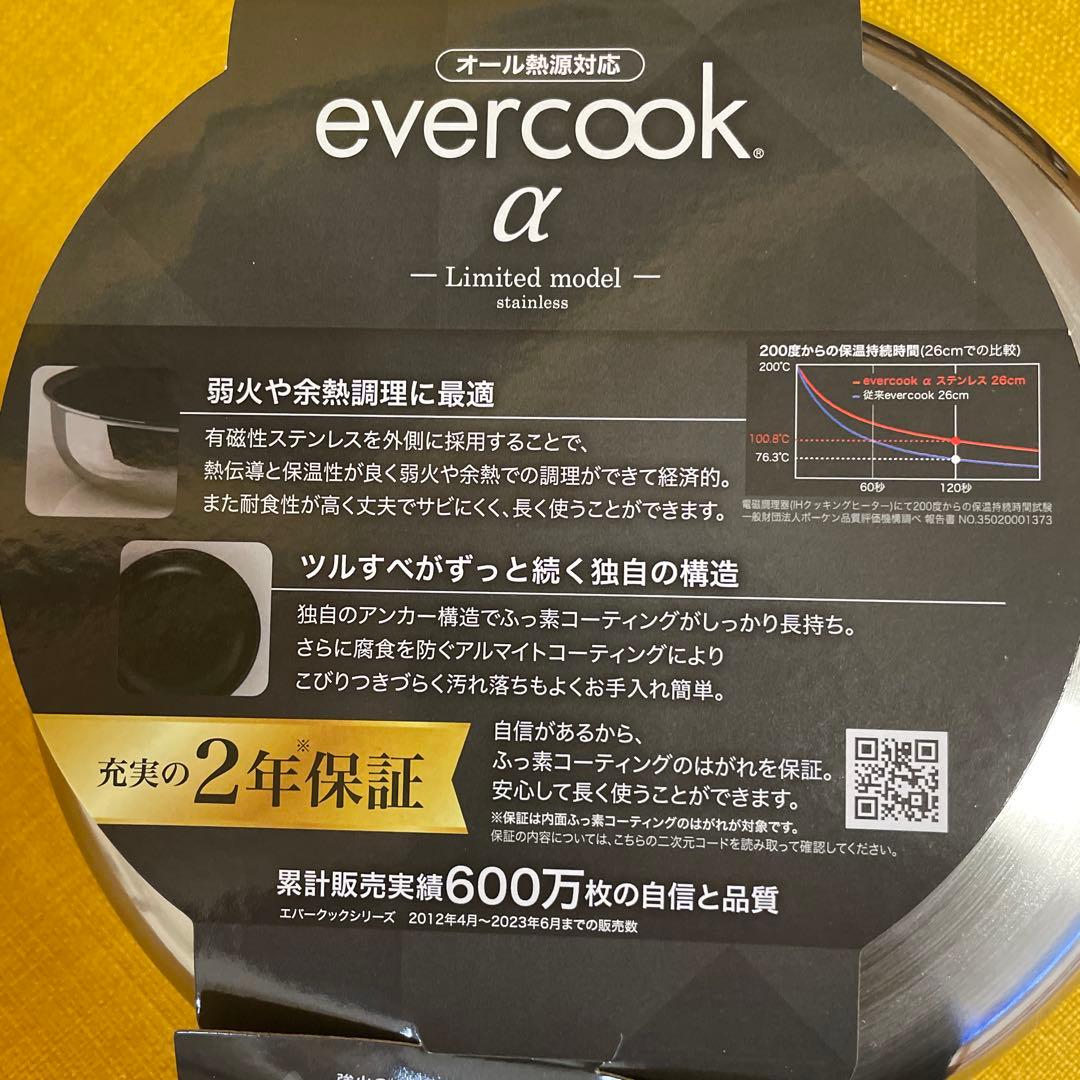 オール熱源対応
evercook®
α
— Limited model —
stainless
弱火や余熱調理に最適
有磁性ステンレスを外側に採用することで、
熱伝導と保温性が良く弱火や余熱での調理ができて経済的。
また耐食性が高く丈夫でサビにくく、長く使うことができます。
200度からの保温持続時間(26cmでの比較)
200℃
evercook α ステンレス 26cm
従来evercook 26cm
100.8℃
76.3℃
60秒 120秒
電磁調理器(IHクッキングヒーター)にて200度からの保温持続時間試験
一般財団法人ボーケン品質評価機構調べ 報告書 NO.35020001373
ツルすべがずっと続く独自の構造
独自のアンカー構造でふっ素コーティングがしっかり長持ち。
さらに腐食を防ぐアルマイトコーティングにより
こびりつきづらく汚れ落ちもよくお手入れ簡単。
充実の2年※保証
自信があるから、
ふっ素コーティングのはがれを保証。
安心して長く使うことができます。
※保証は内面ふっ素コーティングのはがれが対象です。
保証の内容については、こちらの二次元コードを読み取って確認してください。
累計販売実績600万枚の自信と品質
エバークックシリーズ 2012年4月〜2023年6月までの販売数